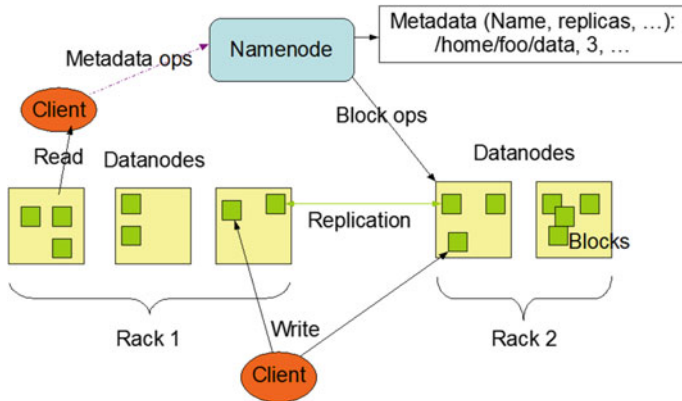 Metadata (Name, replicas, …):
/home/foo/data, 3, …
Namenode
Metadata ops
Client
Block ops
Read
Datanodes
Datanodes
Replication
Blocks
Rack 1
Write
Rack 2
Client